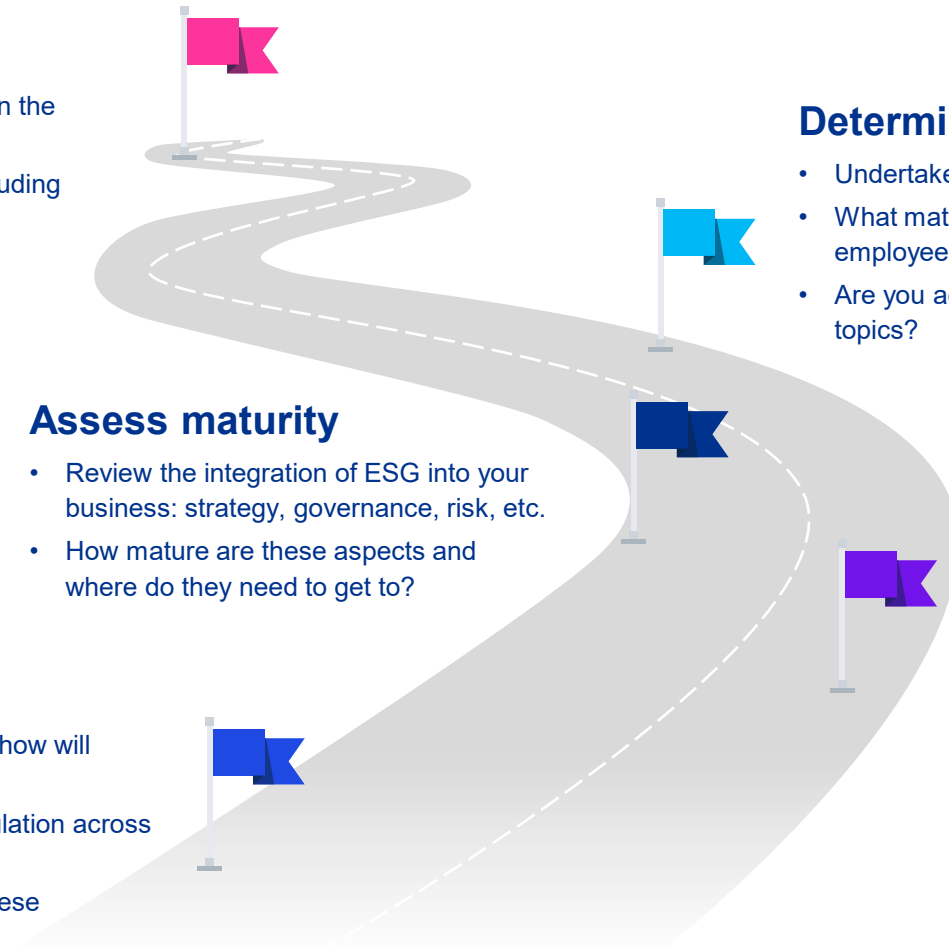 n the
uding
Determi
• Undertake
• What mat
employee
• Are you a
topics?
Assess maturity
• Review the integration of ESG into your
business: strategy, governance, risk, etc.
• How mature are these aspects and
where do they need to get to?
how will
lation across
ese